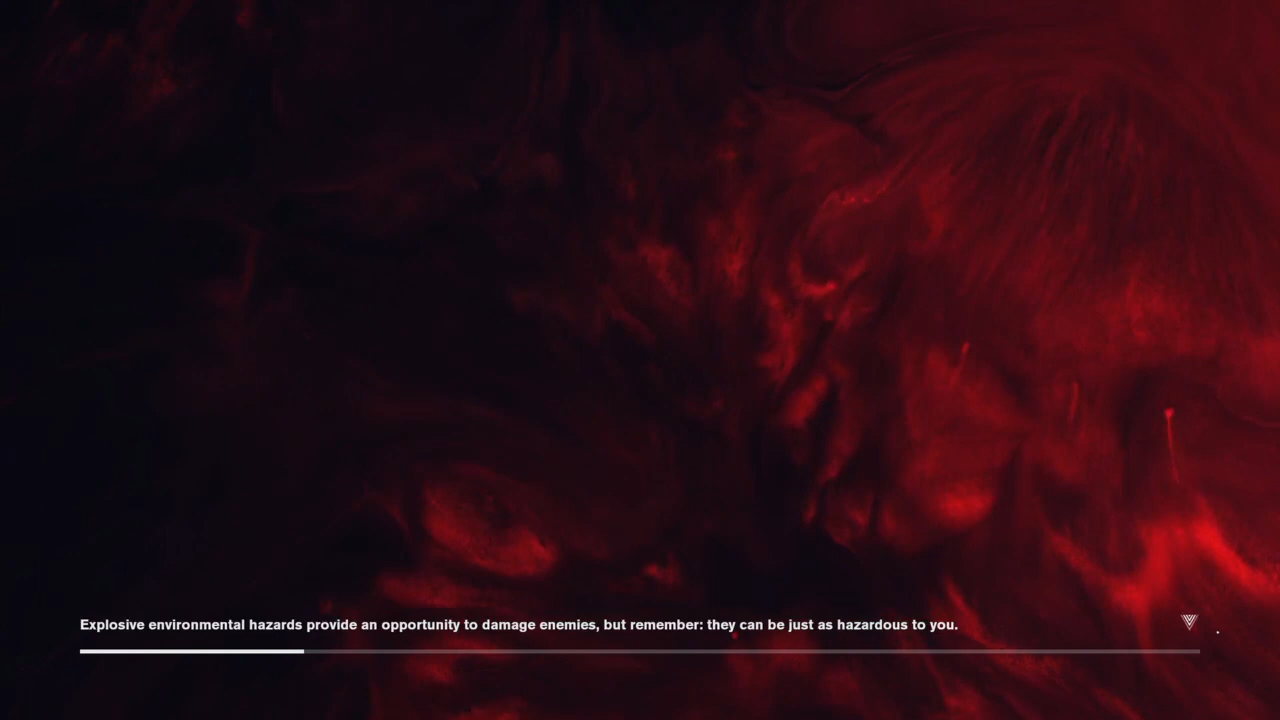 Explosive environmental hazards provide an opportunity to damage enemies, but remember: they can be just as hazardous to you.